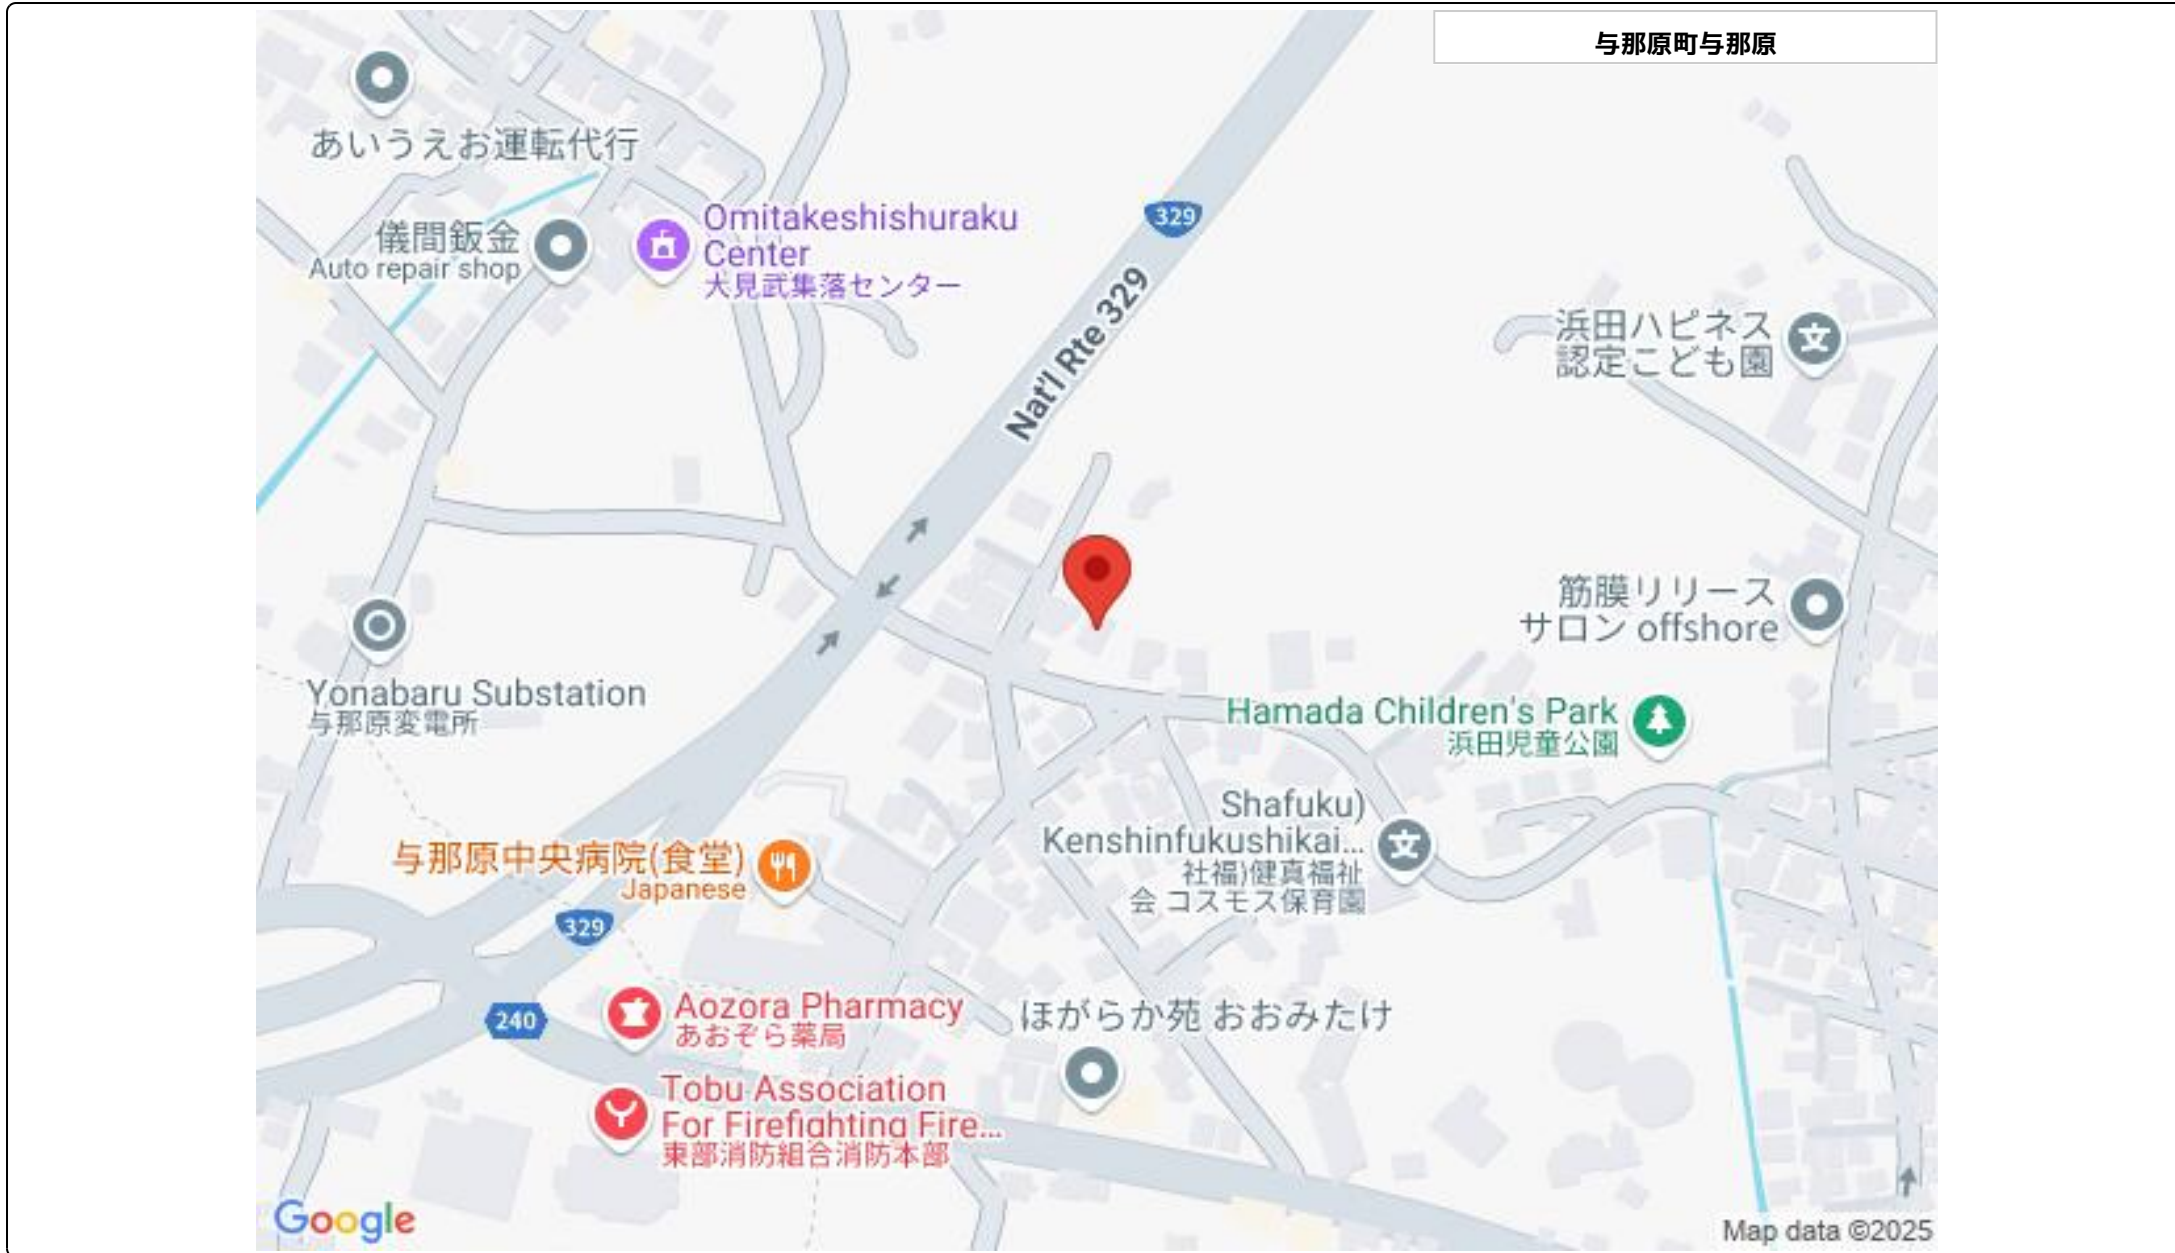 与那原町与那原
あいうえお運転代行
儀間鈑金
Auto repair shop
Omitakeshishuraku
Center
大見武集落センター
329
Nat'l Rte 329
浜田ハピネス
認定こども園
筋膜リリース
サロン offshore
Yonabaru Substation
与那原変電所
Hamada Children's Park
浜田児童公園
Shafuku)
Kenshinfukushikai...
社福)健真福祉
会 コスモス保育園
与那原中央病院(食堂)
Japanese
329
240
Aozora Pharmacy
あおぞら薬局
ほがらか苑 おおみたけ
Tobu Association
For Firefighting Fire...
東部消防組合消防本部
Google
Map data ©2025